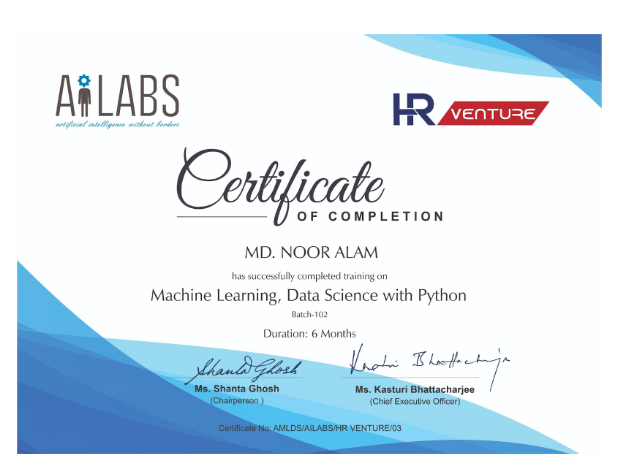 AiLABS
artificial intelligence without borders
HR VENTURE
Certificate
OF COMPLETION
MD. NOOR ALAM
has successfully completed training on
Machine Learning, Data Science with Python
Batch-102
Duration: 6 Months
Shanta Ghosh
Ms. Shanta Ghosh
(Chairperson )
Kasturi Bhattacharjee
Ms. Kasturi Bhattacharjee
(Chief Executive Officer)
Certificate No: AMLDS/AILABS/HR VENTURE/03